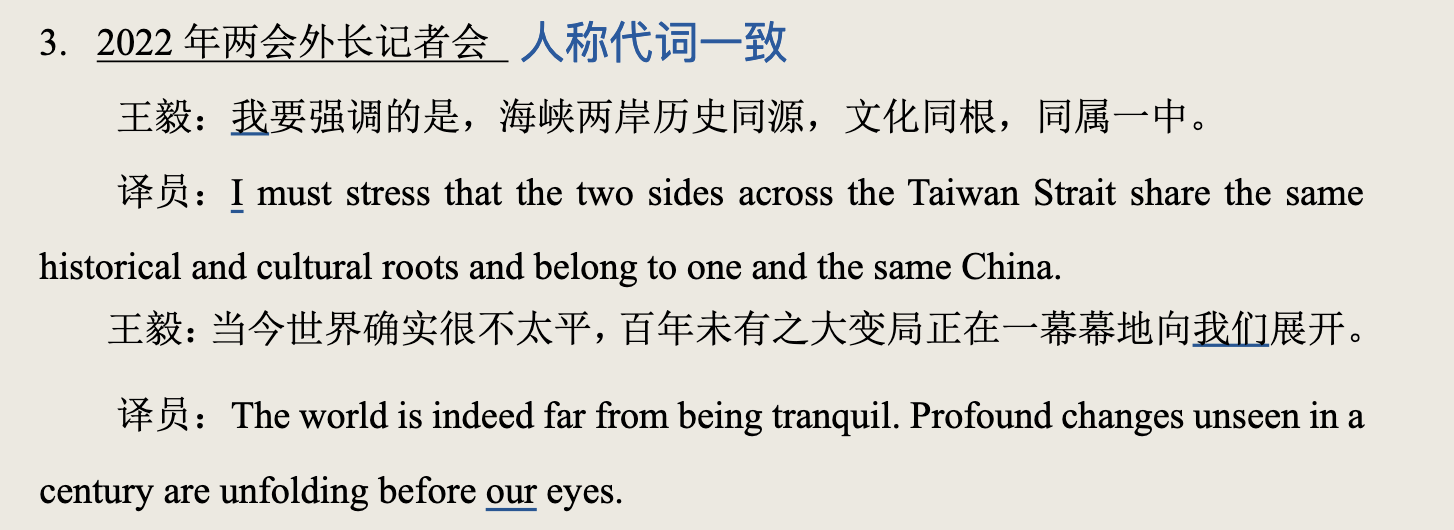 3. 2022 年两会外长记者会 人称代词一致
王毅：我要强调的是，海峡两岸历史同源，文化同根，同属一中。
译员：I must stress that the two sides across the Taiwan Strait share the same
historical and cultural roots and belong to one and the same China.
王毅：当今世界确实很不太平，百年未有之大变局正在一幕幕地向我们展开。
译员：The world is indeed far from being tranquil. Profound changes unseen in a
century are unfolding before our eyes.